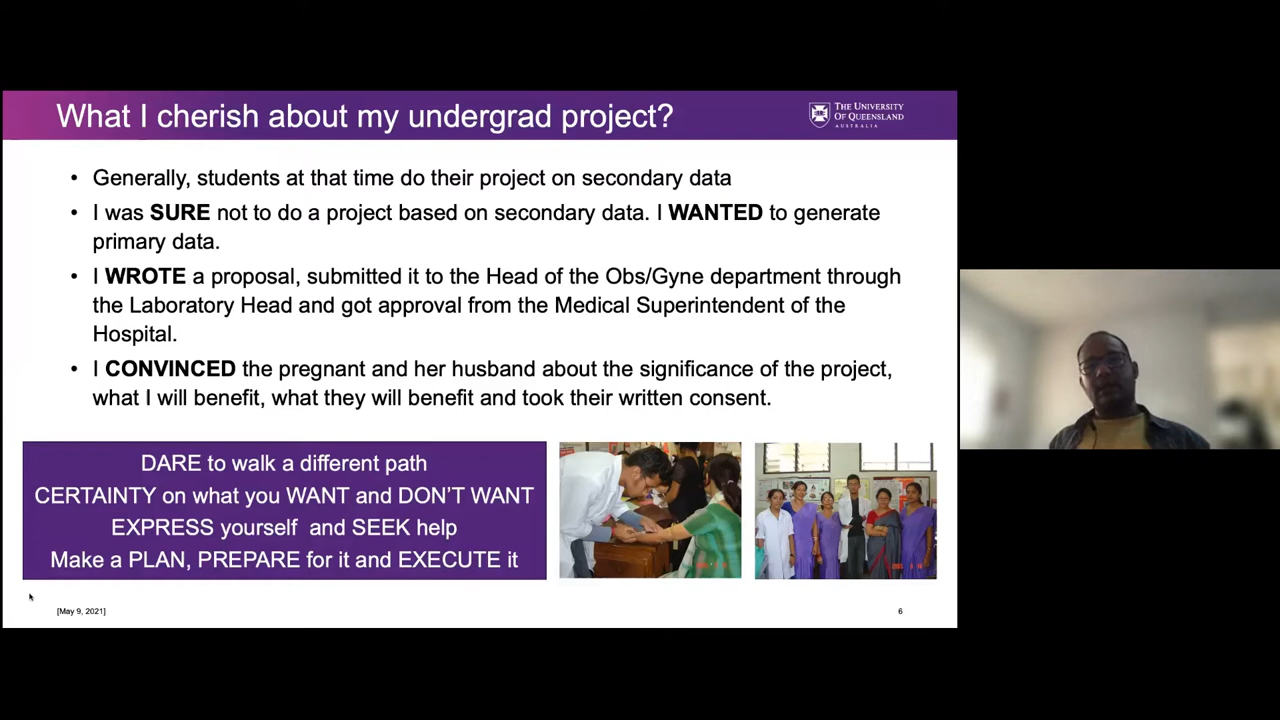 What I cherish about my undergrad project?
THE UNIVERSITY
OF QUEENSLAND
AUSTRALIA
• Generally, students at that time do their project on secondary data
• I was SURE not to do a project based on secondary data. I WANTED to generate
primary data.
• I WROTE a proposal, submitted it to the Head of the Obs/Gyne department through
the Laboratory Head and got approval from the Medical Superintendent of the
Hospital.
• I CONVINCED the pregnant and her husband about the significance of the project,
what I will benefit, what they will benefit and took their written consent.
DARE to walk a different path
CERTAINTY on what you WANT and DON'T WANT
EXPRESS yourself and SEEK help
Make a PLAN, PREPARE for it and EXECUTE it
[May 9, 2021]
6